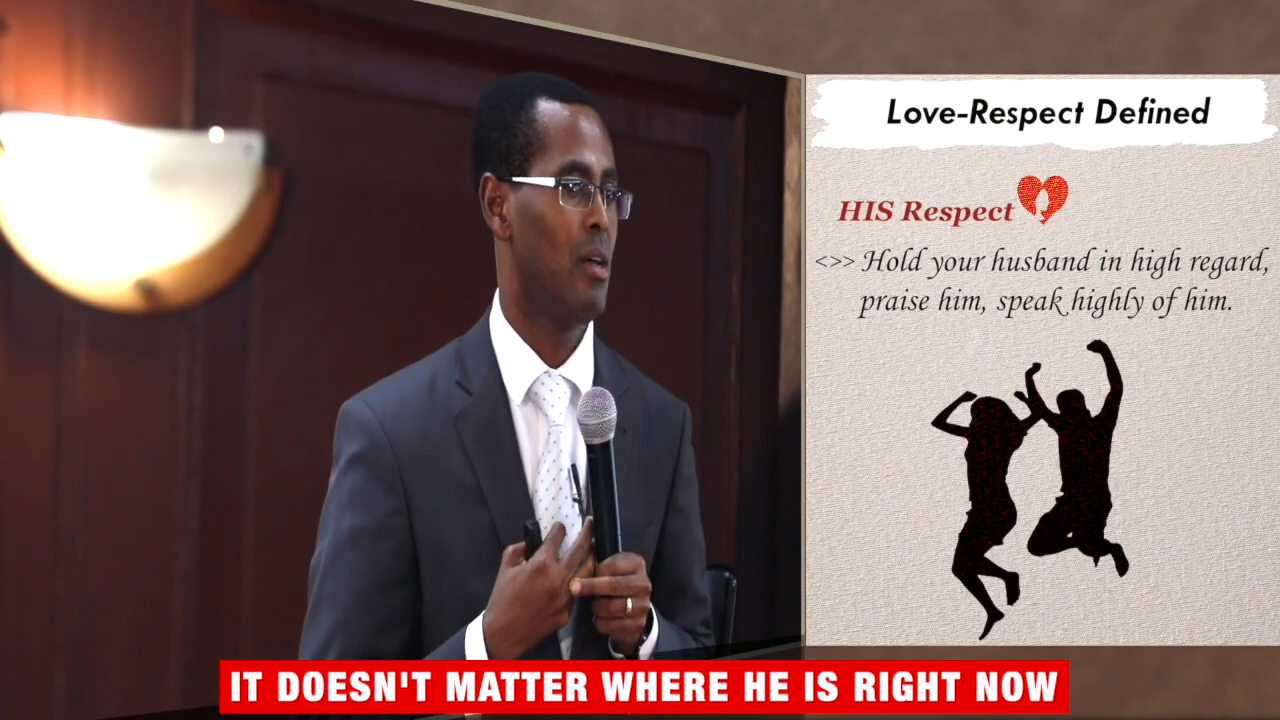 Love-Respect Defined
HIS Respect
<>> Hold your husband in high regard,
praise him, speak highly of him.
IT DOESN'T MATTER WHERE HE IS RIGHT NOW